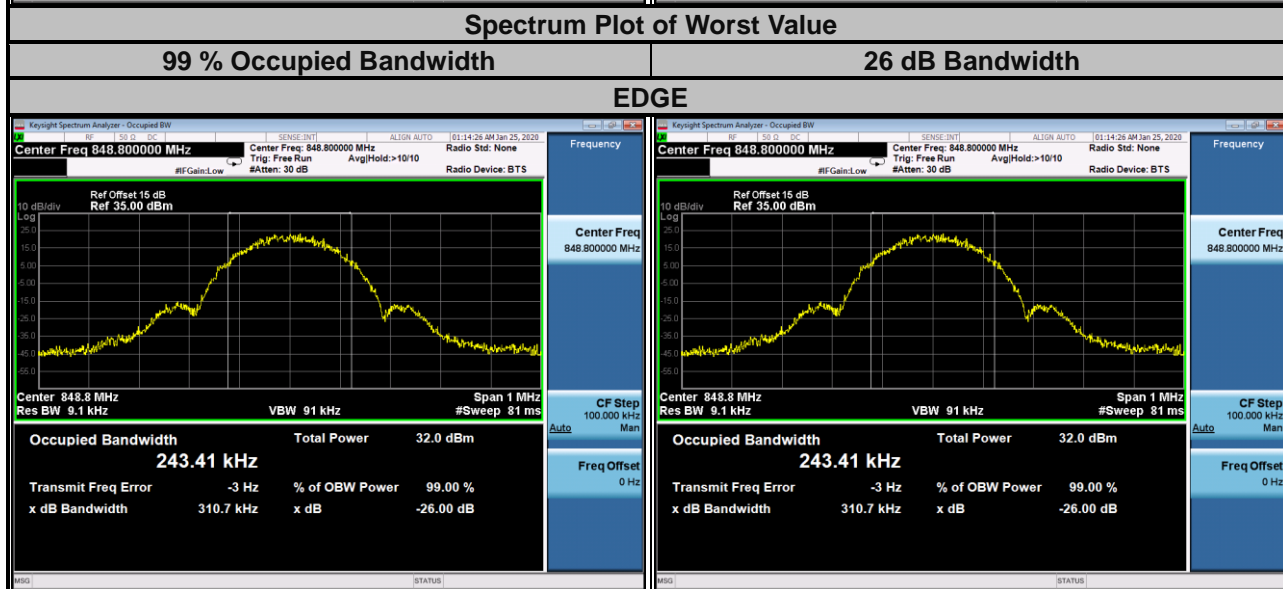 Spectrum Plot of Worst Value
99 % Occupied Bandwidth 26 dB Bandwidth
EDGE
Keysight Spectrum Analyzer - Occupied BW
LXI RF 50 Ω DC SENSE:INT ALIGN AUTO 01:14:26 AM Jan 25, 2020
Center Freq 848.800000 MHz
Center Freq: 848.800000 MHz
Radio Std: None
Trig: Free Run Avg|Hold:>10/10
#IFGain:Low #Atten: 30 dB Radio Device: BTS
Ref Offset 15 dB
10 dB/div Ref 35.00 dBm
Log
25.0
15.0
5.00
-5.00
-15.0
-25.0
-35.0
-45.0
-55.0
Center 848.8 MHz Span 1 MHz
Res BW 9.1 kHz VBW 91 kHz #Sweep 81 ms
Occupied Bandwidth Total Power 32.0 dBm
243.41 kHz
Transmit Freq Error -3 Hz % of OBW Power 99.00 %
x dB Bandwidth 310.7 kHz x dB -26.00 dB
MSG STATUS
Frequency
Center Freq
848.800000 MHz
CF Step
100.000 kHz
Auto Man
Freq Offset
0 Hz
Keysight Spectrum Analyzer - Occupied BW
LXI RF 50 Ω DC SENSE:INT ALIGN AUTO 01:14:26 AM Jan 25, 2020
Center Freq 848.800000 MHz
Center Freq: 848.800000 MHz
Radio Std: None
Trig: Free Run Avg|Hold:>10/10
#IFGain:Low #Atten: 30 dB Radio Device: BTS
Ref Offset 15 dB
10 dB/div Ref 35.00 dBm
Log
25.0
15.0
5.00
-5.00
-15.0
-25.0
-35.0
-45.0
-55.0
Center 848.8 MHz Span 1 MHz
Res BW 9.1 kHz VBW 91 kHz #Sweep 81 ms
Occupied Bandwidth Total Power 32.0 dBm
243.41 kHz
Transmit Freq Error -3 Hz % of OBW Power 99.00 %
x dB Bandwidth 310.7 kHz x dB -26.00 dB
MSG STATUS
Frequency
Center Freq
848.800000 MHz
CF Step
100.000 kHz
Auto Man
Freq Offset
0 Hz